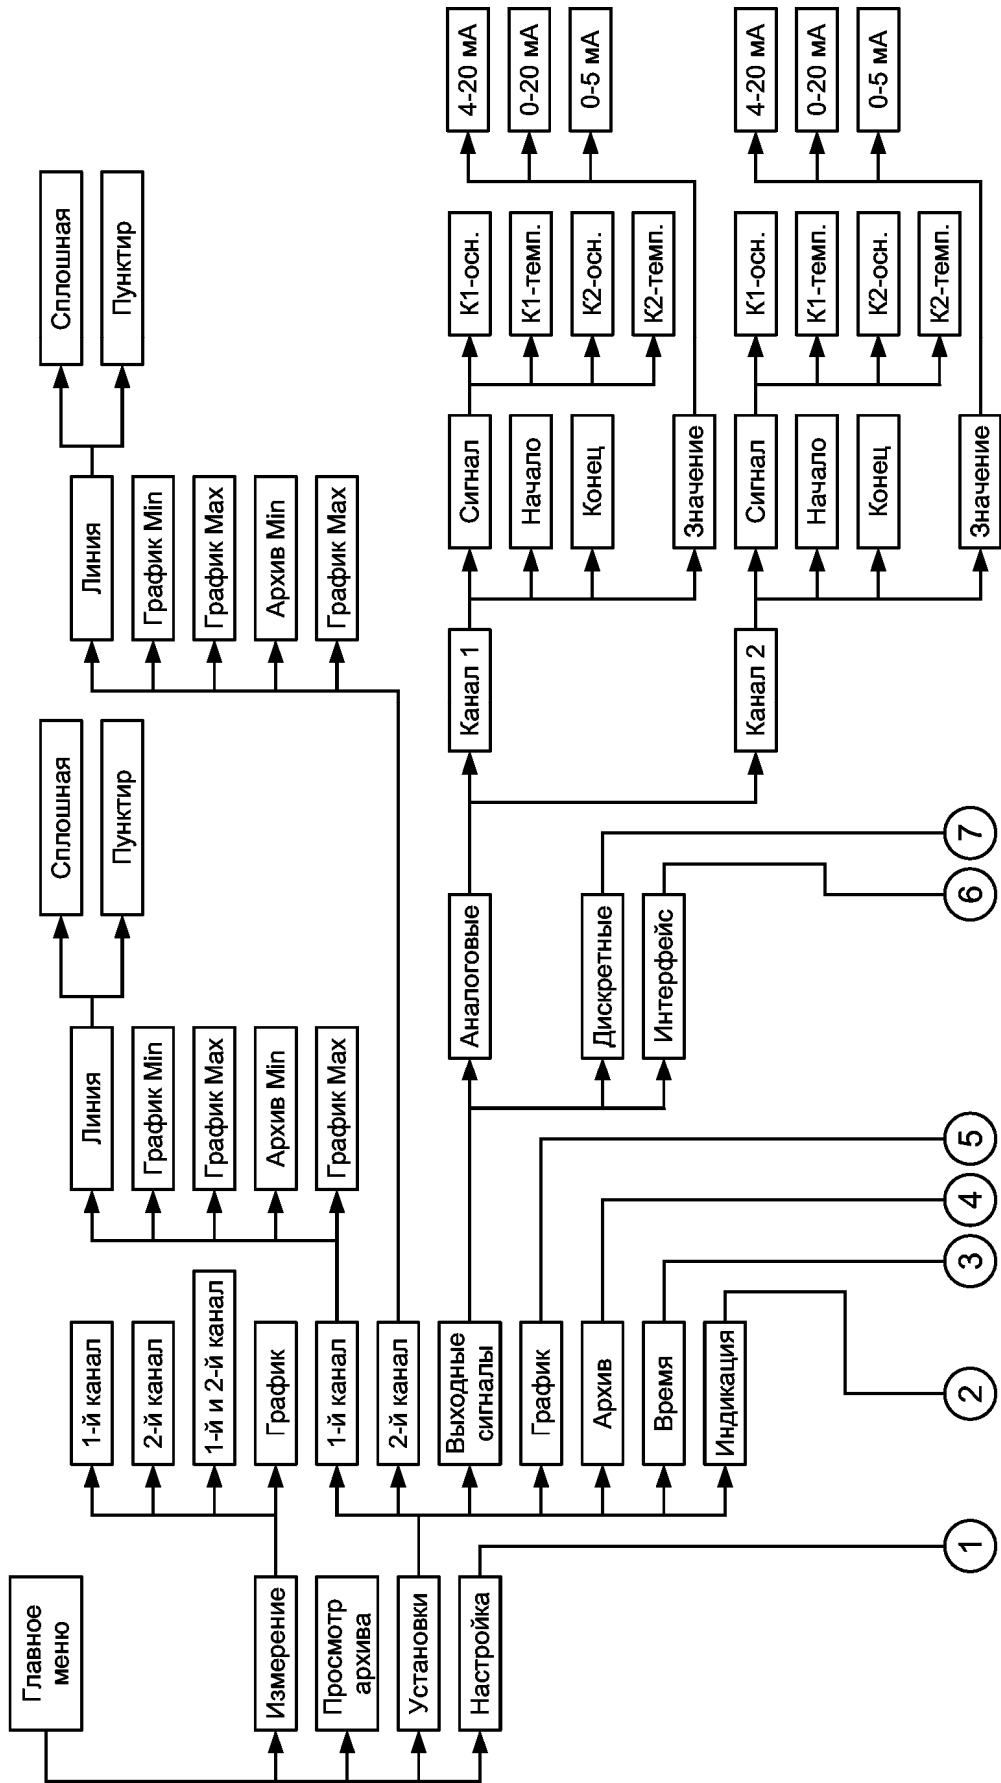 Главное
меню
Измерение
Просмотр
архива
Установки
Настройка
1-й канал
2-й канал
1-й и 2-й канал
График
1-й канал
2-й канал
Выходные
сигналы
График
Архив
Время
Индикация
Линия
График Min
График Max
Архив Min
График Max
Сплошная
Пунктир
Линия
График Min
График Max
Архив Min
График Max
Сплошная
Пунктир
Аналоговые
Дискретные
Интерфейс
Канал 1
Канал 2
Сигнал
Начало
Конец
Значение
К1-осн.
К1-темп.
К2-осн.
К2-темп.
4-20 мА
0-20 мА
0-5 мА
Сигнал
Начало
Конец
Значение
К1-осн.
К1-темп.
К2-осн.
К2-темп.
4-20 мА
0-20 мА
0-5 мА
1
2
3
4
5
6
7